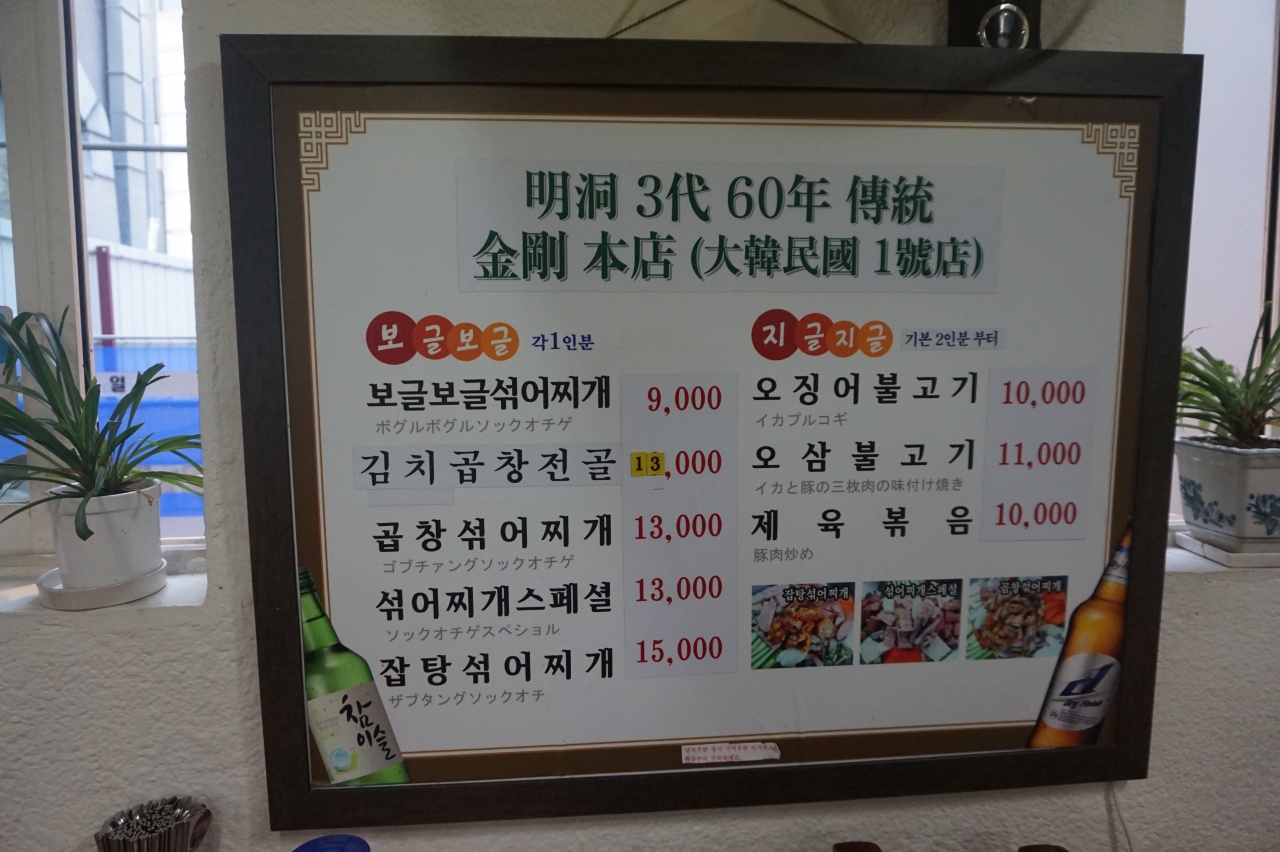 明洞 3代 60年 傳統
金剛 本店 (大韓民國 1號店)
보글보글 각1인분
보글보글섞어찌개 9,000
ボグルボグルソックオチゲ
김치곱창전골 13,000
곱창섞어찌개 13,000
ゴブチァングソックオチゲ
섞어찌개스페셜 13,000
ソックオチゲスペショル
잡탕섞어찌개 15,000
ザブタングソックオチ
지글지글 기본 2인분 부터
오징어불고기 10,000
イカプルコギ
오삼불고기 11,000
イカと豚の三枚肉の味付け焼き
제육볶음 10,000
豚肉炒め
잡탕섞어찌개
섞어찌개스페셜
곱창섞어찌개
참
이슬
d
Dry Finish
열